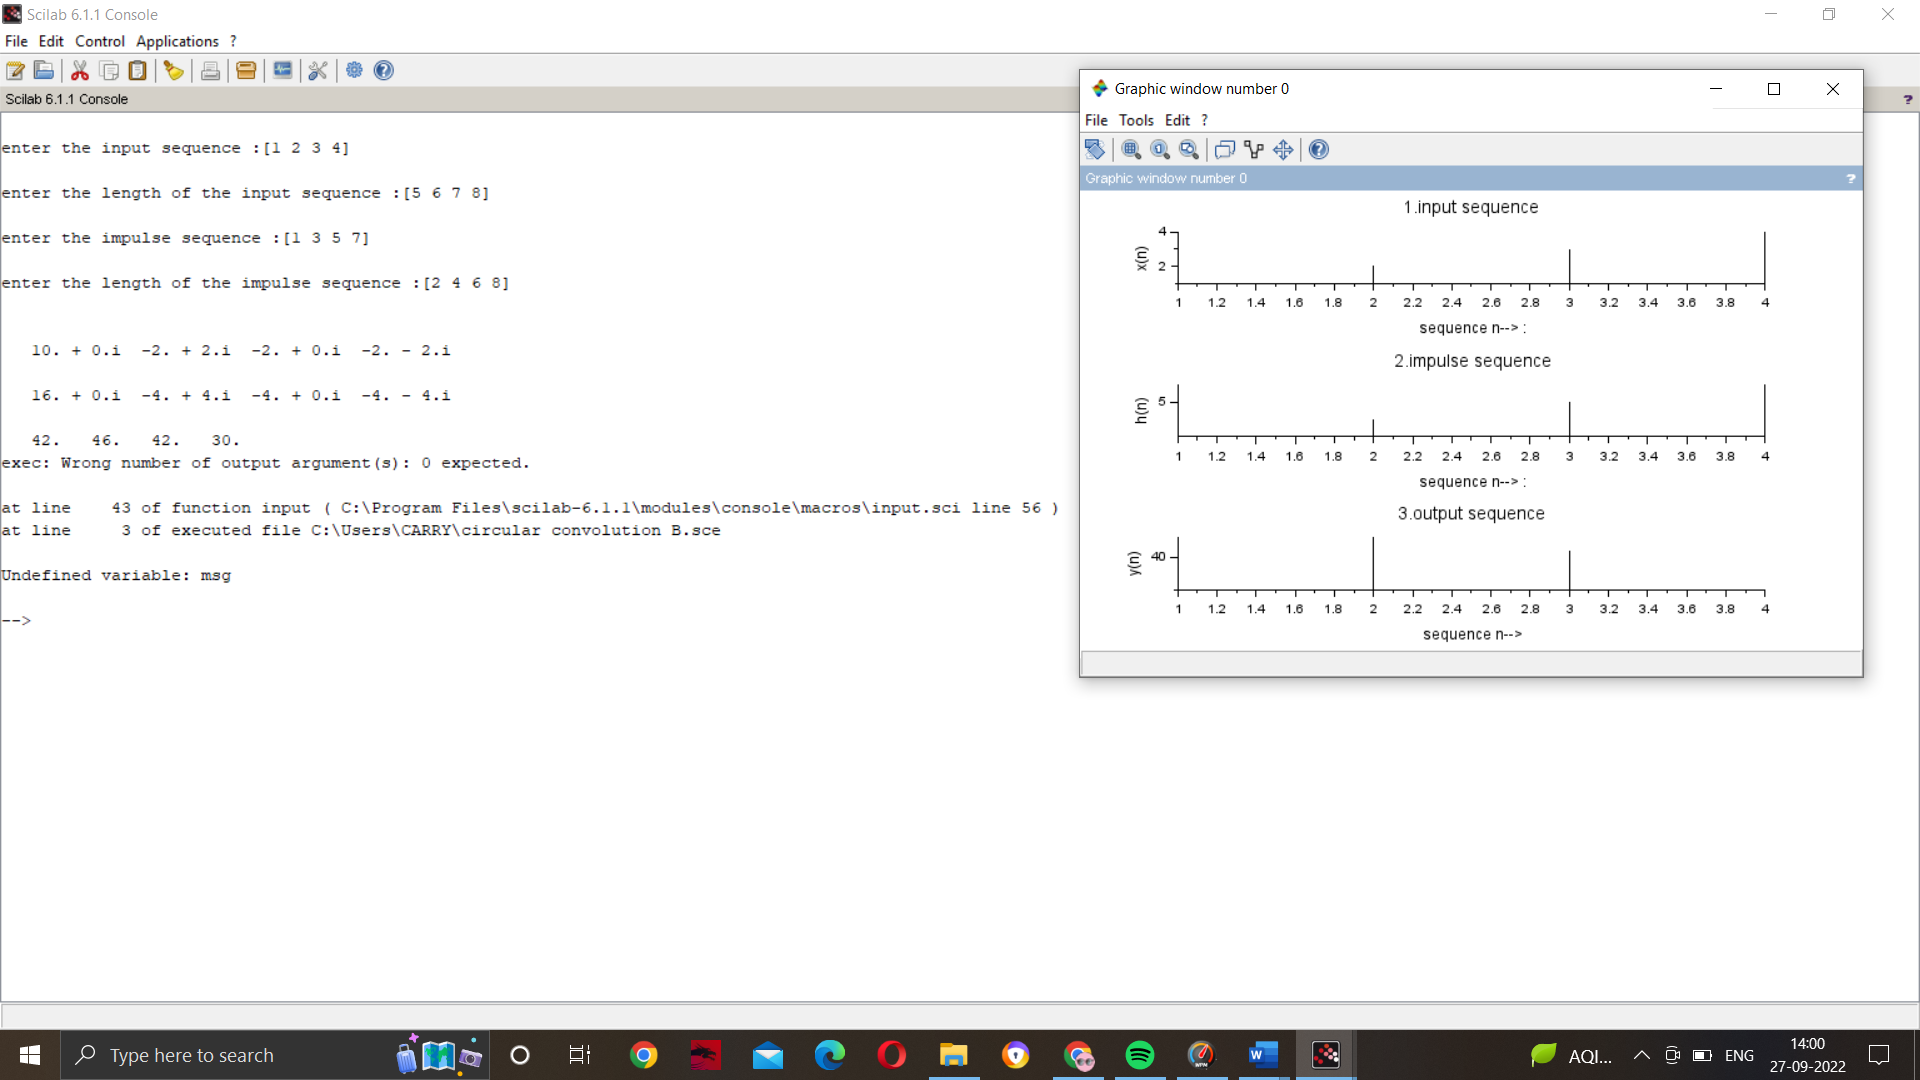 Scilab 6.1.1 Console
File Edit Control Applications ?
Scilab 6.1.1 Console
?
enter the input sequence :[1 2 3 4]
enter the length of the input sequence :[5 6 7 8]
enter the impulse sequence :[1 3 5 7]
enter the length of the impulse sequence :[2 4 6 8]
10. + 0.i -2. + 2.i -2. + 0.i -2. - 2.i
16. + 0.i -4. + 4.i -4. + 0.i -4. - 4.i
42. 46. 42. 30.
exec: Wrong number of output argument(s): 0 expected.
at line 43 of function input ( C:\Program Files\scilab-6.1.1\modules\console\macros\input.sci line 56 )
at line 3 of executed file C:\Users\CARRY\circular convolution B.sce
Undefined variable: msg
-->
Graphic window number 0
File Tools Edit ?
Graphic window number 0 ?
1.input sequence
x(n)
4
2
1 1.2 1.4 1.6 1.8 2 2.2 2.4 2.6 2.8 3 3.2 3.4 3.6 3.8 4
sequence n--> :
2.impulse sequence
h(n)
5
1 1.2 1.4 1.6 1.8 2 2.2 2.4 2.6 2.8 3 3.2 3.4 3.6 3.8 4
sequence n--> :
3.output sequence
y(n)
40
1 1.2 1.4 1.6 1.8 2 2.2 2.4 2.6 2.8 3 3.2 3.4 3.6 3.8 4
sequence n-->
Type here to search
AQI...
ENG
14:00
27-09-2022